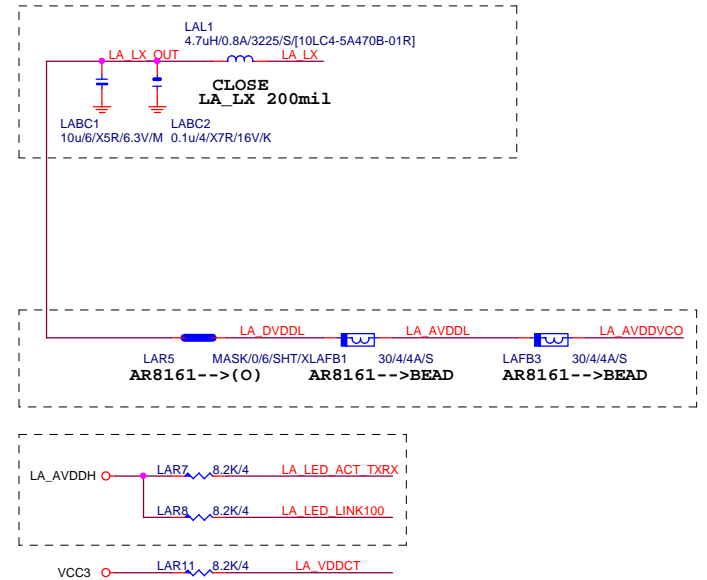 LAL1
4.7uH/0.8A/3225/S/[10LC4-5A470B-01R]
LA_LX_OUT
LA_LX
CLOSE
LA_LX 200mil
LABC1
LABC2
10u/6/X5R/6.3V/M
0.1u/4/X7R/16V/K
LA_DVDDL
LA_AVDDL
LA_AVDDVCO
LAR5
MASK/0/6/SHT/X
LAFB1
30/4/4A/S
LAFB3
30/4/4A/S
AR8161-->(O)
AR8161-->BEAD
AR8161-->BEAD
LA_AVDDH
LAR7
8.2K/4
LA_LED_ACT_TXRX
LAR8
8.2K/4
LA_LED_LINK100
VCC3
LAR11
8.2K/4
LA_VDDCT